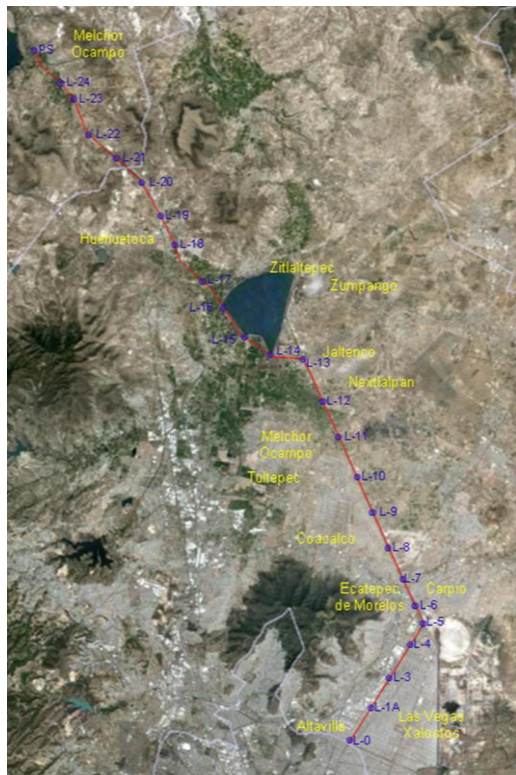 Melchor
Ocampo
PS
L-24
L-23
L-22
L-21
L-20
L-19
Huehuetoca
L-18
Zitlaltepec
L-17
Zumpango
L-16
L-15
L-14
Jaltenco
L-13
Nextlalpan
L-12
Melchor
Ocampo
L-11
Tultepec
L-10
L-9
Coacalco
L-8
L-7
Ecatepec
de Morelos
Carpio
L-6
L-5
L-4
L-3
L-1A
Las Vegas
Xalostoc
Altavilla
L-0